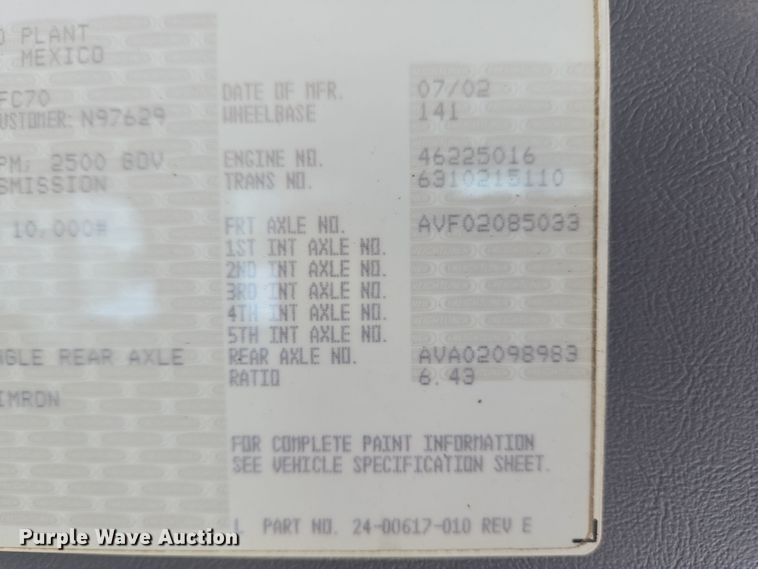 PLANT
MEXICO
FC70 DATE OF MFR. 07/02
USTOMER: N97629 WHEELBASE 141
PM, 2500 GOV ENGINE NO. 46225016
SMISSION TRANS NO. 6310215110
10,000# FRT AXLE NO. AVF02085033
1ST INT AXLE NO.
2ND INT AXLE NO.
3RD INT AXLE NO.
4TH INT AXLE NO.
5TH INT AXLE NO.
NGLE REAR AXLE REAR AXLE NO. AVA02098983
RATIO 6.43
IMRON
FOR COMPLETE PAINT INFORMATION
SEE VEHICLE SPECIFICATION SHEET.
L PART NO. 24-00617-010 REV E
Purple Wave Auction